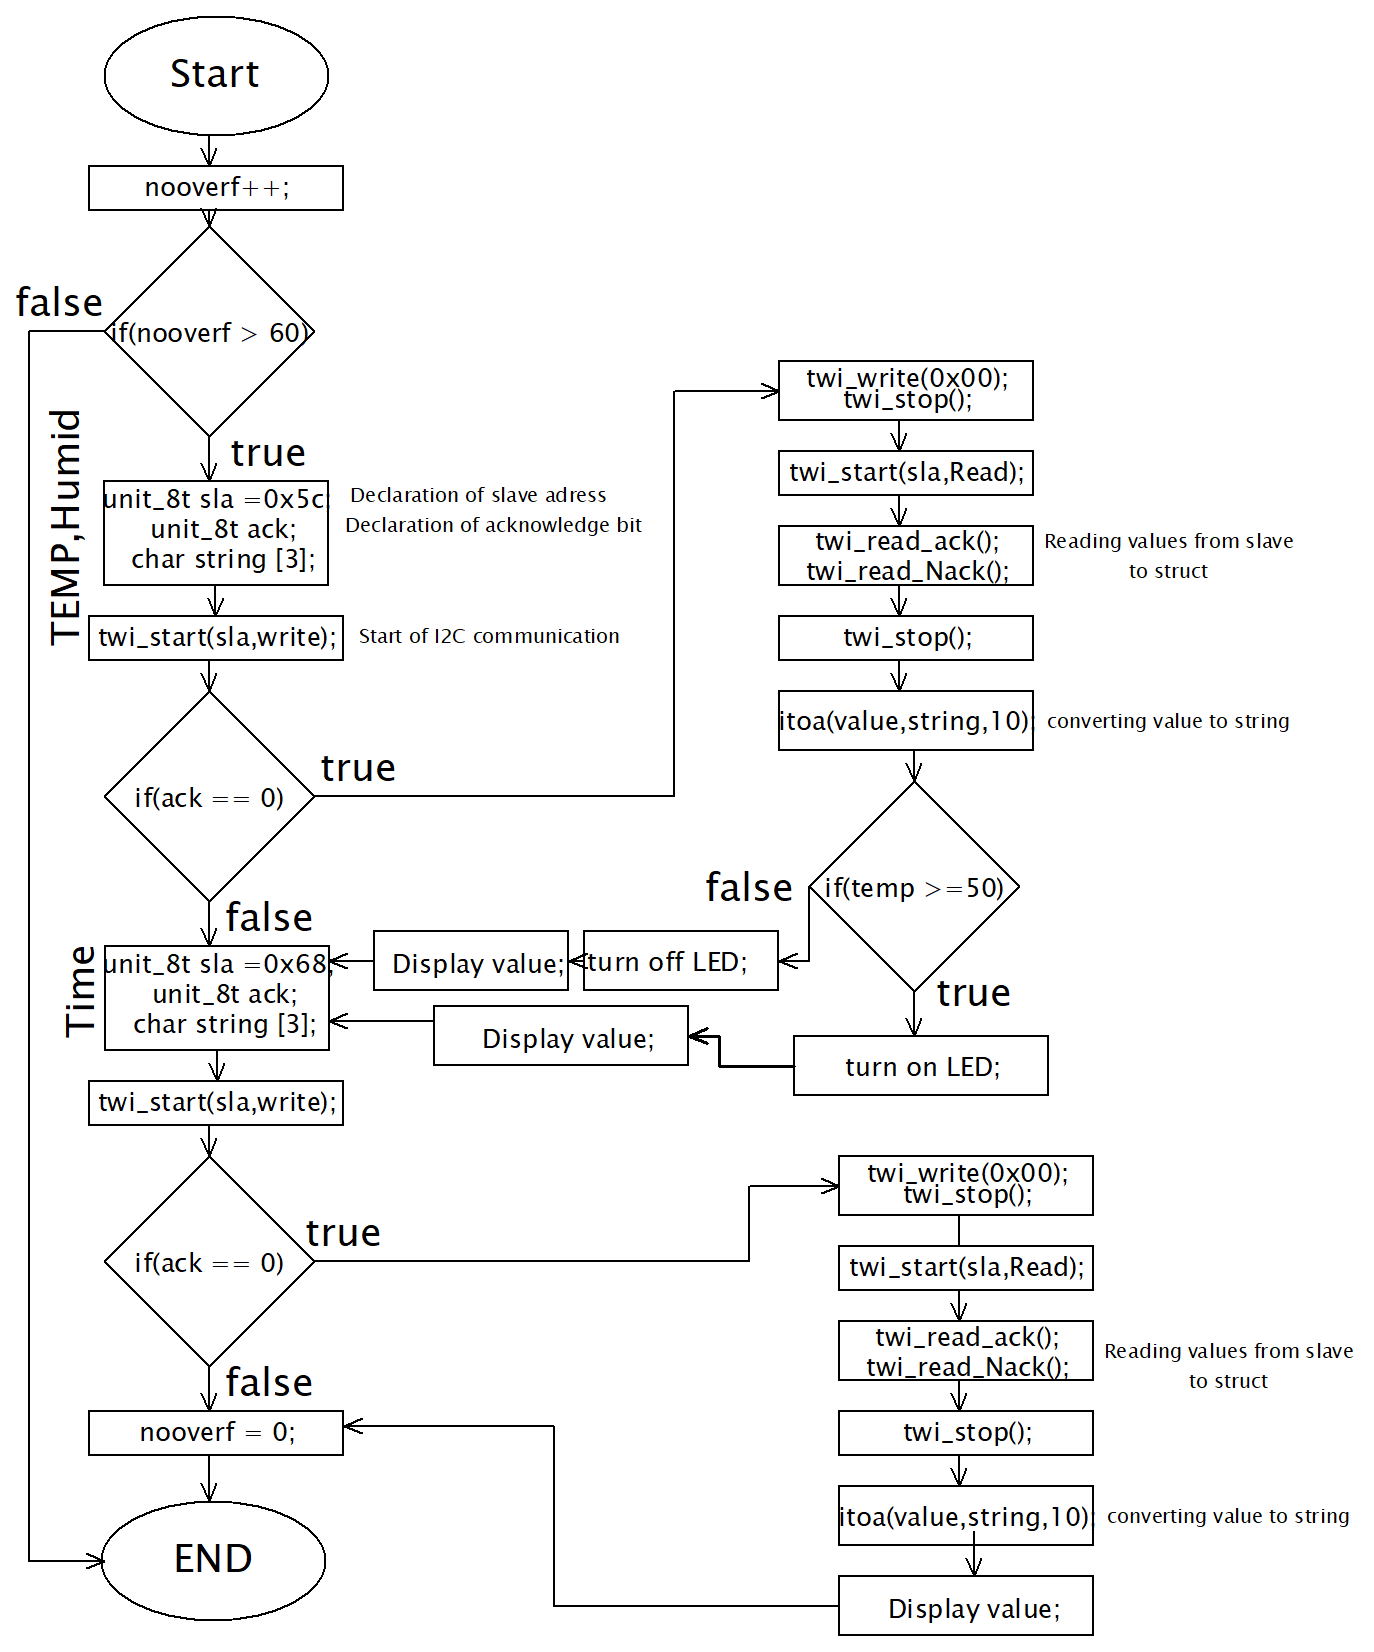 Start
nooverf++;
false
if(nooverf > 60)
true
TEMP,Humid
unit_8t sla =0x5c;
unit_8t ack;
char string [3];
Declaration of slave adress
Declaration of acknowledge bit
twi_start(sla,write);
Start of I2C communication
if(ack == 0)
true
false
twi_write(0x00);
twi_stop();
twi_start(sla,Read);
twi_read_ack();
twi_read_Nack();
Reading values from slave
to struct
twi_stop();
itoa(value,string,10);
converting value to string
if(temp >=50)
false
true
turn off LED;
Display value;
turn on LED;
Display value;
Time
unit_8t sla =0x68;
unit_8t ack;
char string [3];
twi_start(sla,write);
if(ack == 0)
true
false
twi_write(0x00);
twi_stop();
twi_start(sla,Read);
twi_read_ack();
twi_read_Nack();
Reading values from slave
to struct
twi_stop();
itoa(value,string,10);
converting value to string
Display value;
nooverf = 0;
END